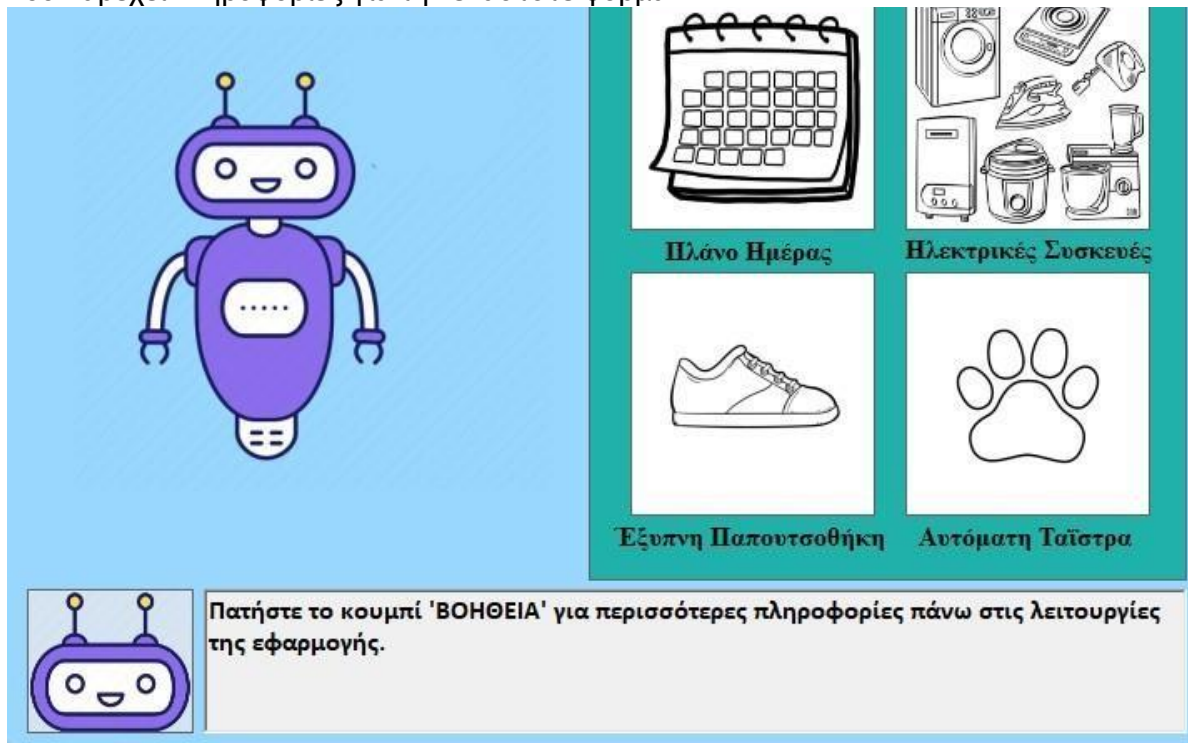 Πλάνο Ημέρας
Ηλεκτρικές Συσκευές
Έξυπνη Παπουτσοθήκη
Αυτόματη Ταΐστρα
Πατήστε το κουμπί 'ΒΟΗΘΕΙΑ' για περισσότερες πληροφορίες πάνω στις λειτουργίες
της εφαρμογής.